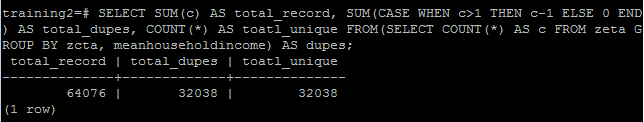 training2=# SELECT SUM(c) AS total_record, SUM(CASE WHEN c>1 THEN c-1 ELSE 0 END
) AS total_dupes, COUNT(*) AS toatl_unique FROM(SELECT COUNT(*) AS c FROM zeta G
ROUP BY zcta, meanhouseholdincome) AS dupes;
 total_record | total_dupes | toatl_unique
--------------+-------------+--------------
        64076 |       32038 |        32038
(1 row)